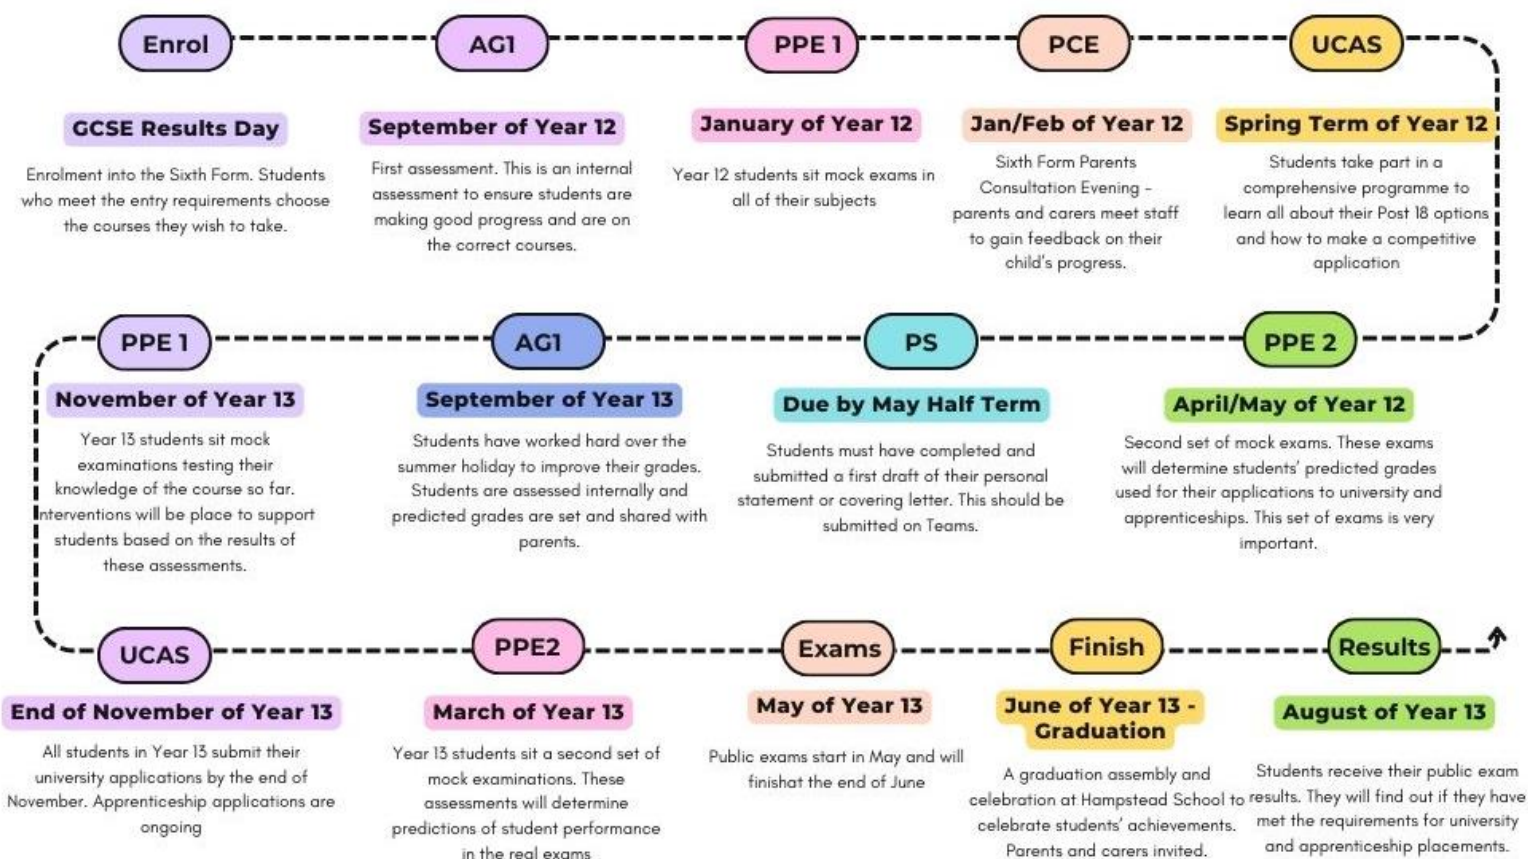 Enrol
GCSE Results Day
Enrolment into the Sixth Form. Students
who meet the entry requirements choose
the courses they wish to take.
AG1
September of Year 12
First assessment. This is an internal
assessment to ensure students are
making good progress and are on
the correct courses.
PPE 1
January of Year 12
Year 12 students sit mock exams in
all of their subjects
PCE
Jan/Feb of Year 12
Sixth Form Parents
Consultation Evening -
parents and carers meet staff
to gain feedback on their
child's progress.
UCAS
Spring Term of Year 12
Students take part in a
comprehensive programme to
learn all about their Post 18 options
and how to make a competitive
application
PPE 2
April/May of Year 12
Second set of mock exams. These exams
will determine students' predicted grades
used for their applications to university and
apprenticeships. This set of exams is very
important.
PS
Due by May Half Term
Students must have completed and
submitted a first draft of their personal
statement or covering letter. This should be
submitted on Teams.
AG1
September of Year 13
Students have worked hard over the
summer holiday to improve their grades.
Students are assessed internally and
predicted grades are set and shared with
parents.
PPE 1
November of Year 13
Year 13 students sit mock
examinations testing their
knowledge of the course so far.
Interventions will be place to support
students based on the results of
these assessments.
UCAS
End of November of Year 13
All students in Year 13 submit their
university applications by the end of
November. Apprenticeship applications are
ongoing
PPE2
March of Year 13
Year 13 students sit a second set of
mock examinations. These
assessments will determine
predictions of student performance
in the real exams
Exams
May of Year 13
Public exams start in May and will
finishat the end of June
Finish
June of Year 13 -
Graduation
A graduation assembly and
celebration at Hampstead School to
celebrate students' achievements.
Parents and carers invited.
Results
August of Year 13
Students receive their public exam
results. They will find out if they have
met the requirements for university
and apprenticeship placements.